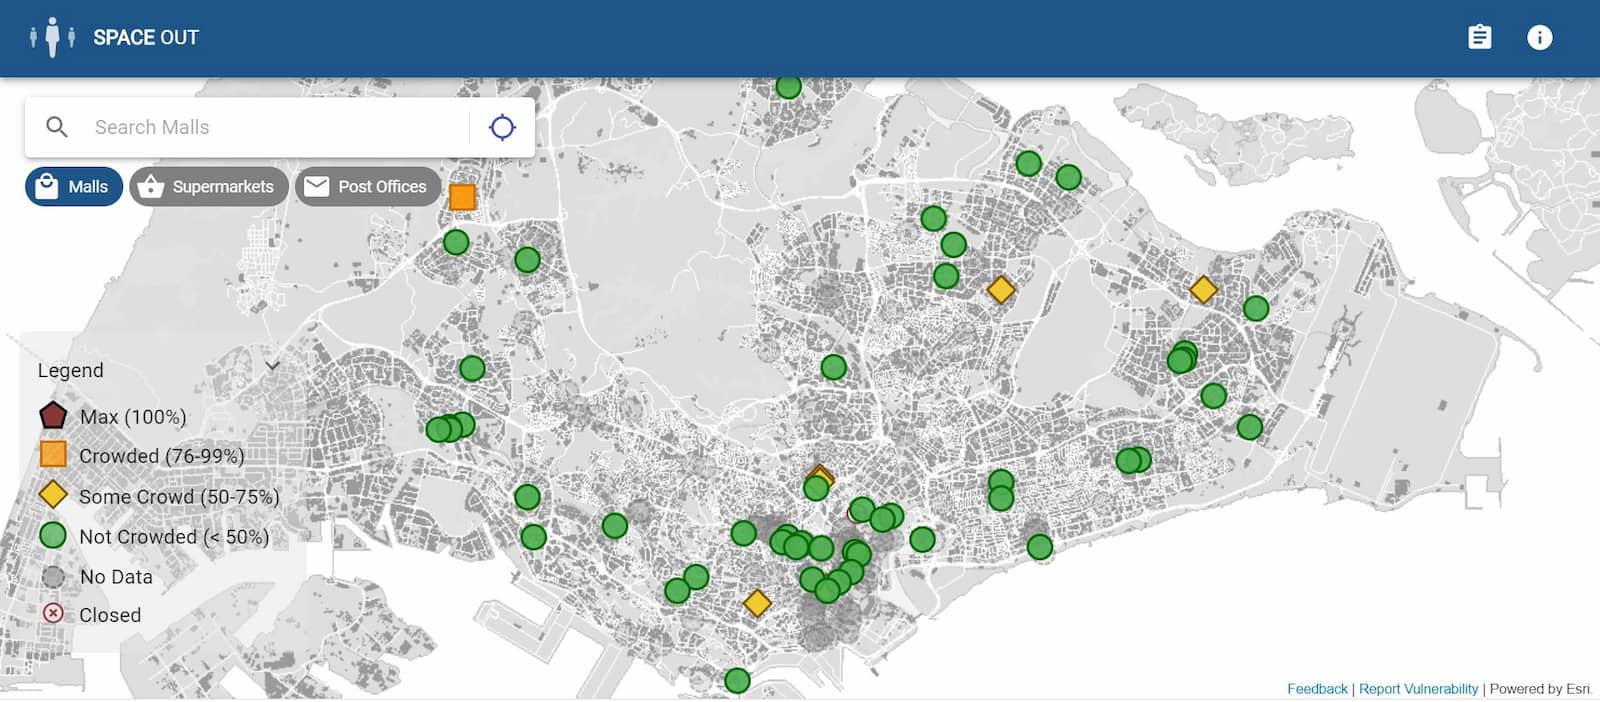 SPACE OUT
Search Malls
Malls
Supermarkets
Post Offices
Legend
Max (100%)
Crowded (76-99%)
Some Crowd (50-75%)
Not Crowded (< 50%)
No Data
Closed
Feedback | Report Vulnerability | Powered by Esri.